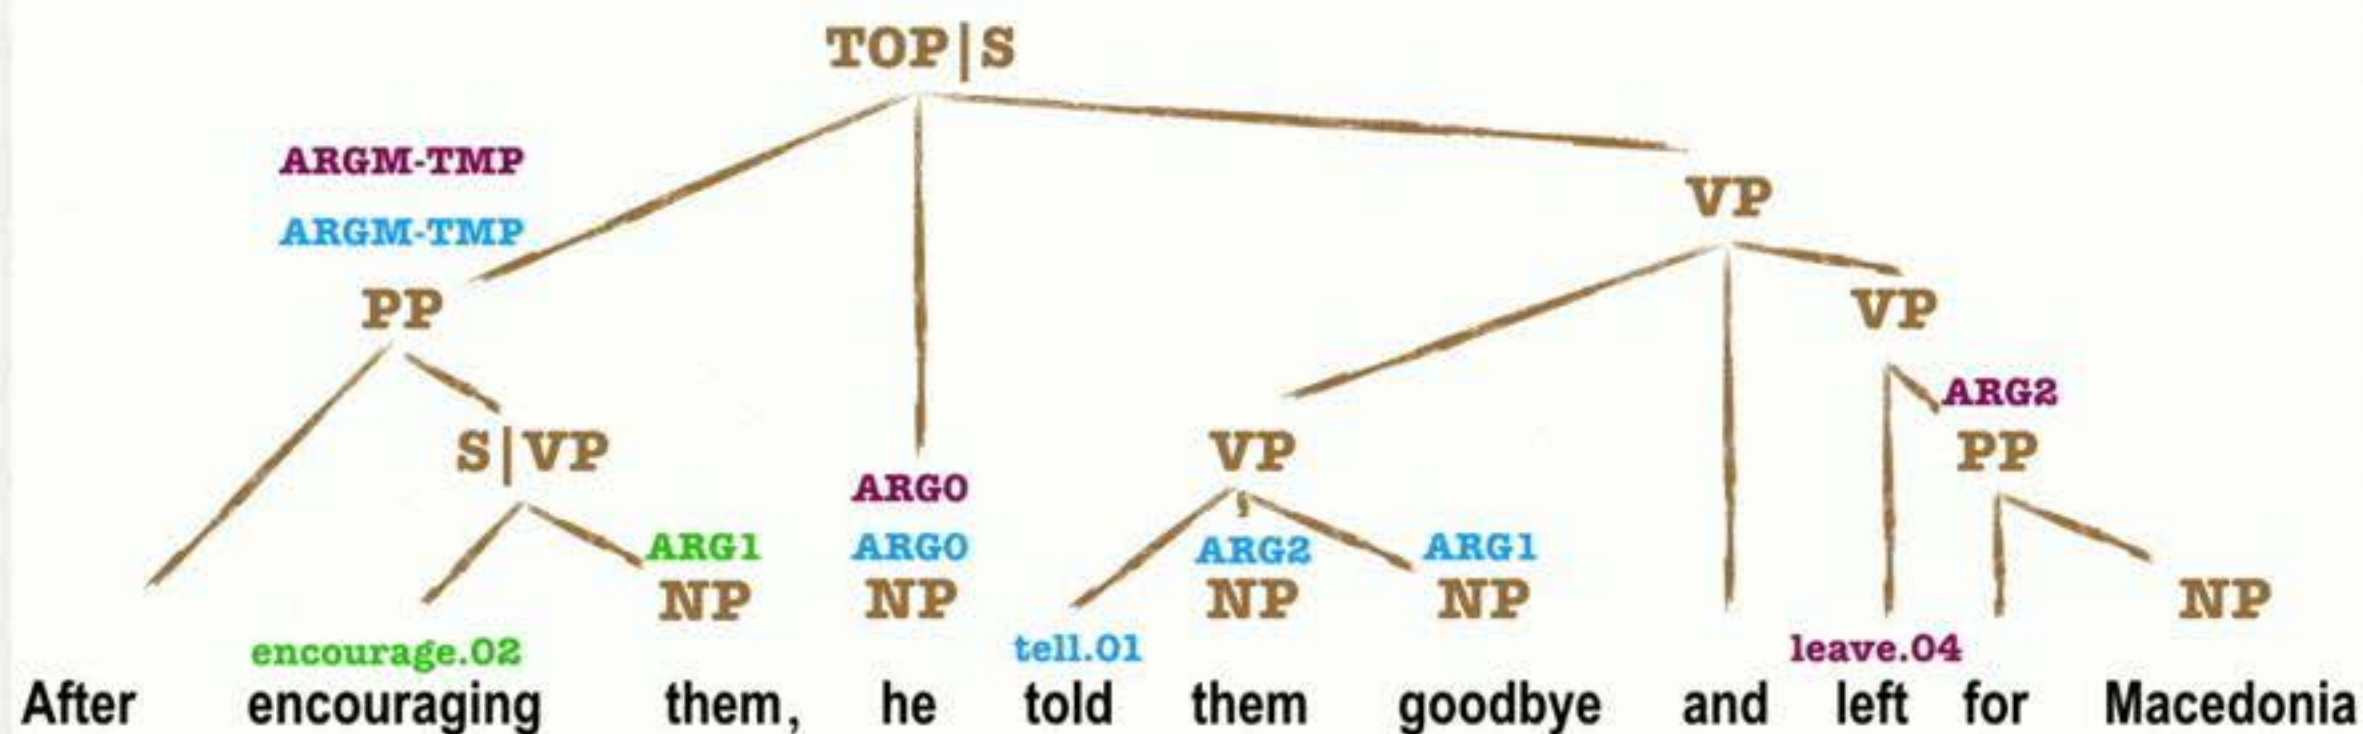 TOP|S
ARGM-TMP
VP
ARGM-TMP
PP
VP
ARG2
S|VP
VP
PP
ARG0
ARG1
ARG0
ARG2
ARG1
NP
NP
NP
NP
NP
encourage.02
tell.01
leave.04
After encouraging them, he told them goodbye and left for Macedonia